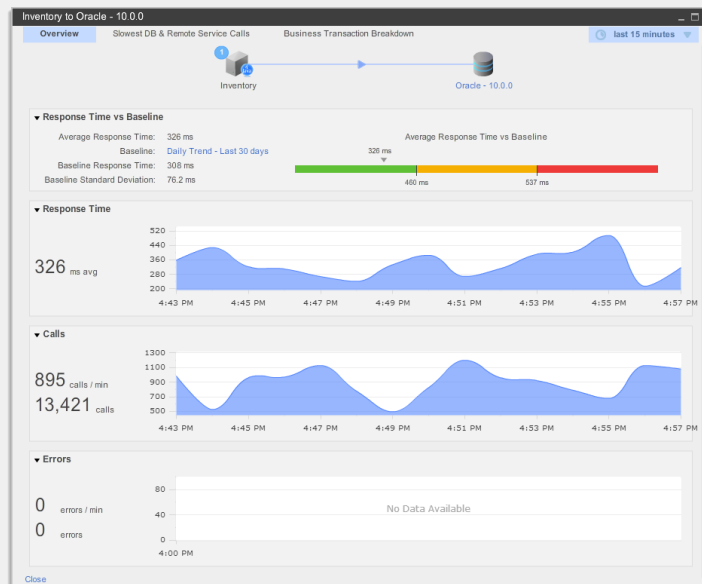 Inventory to Oracle - 10.0.0
Overview Slowest DB & Remote Service Calls Business Transaction Breakdown last 15 minutes
1
Inventory Oracle - 10.0.0
Response Time vs Baseline
Average Response Time: 326 ms Average Response Time vs Baseline
Baseline: Daily Trend - Last 30 days 326 ms
Baseline Response Time: 308 ms
Baseline Standard Deviation: 76.2 ms 460 ms 537 ms
Response Time
326 ms avg
520
440
360
280
200
4:43 PM 4:45 PM 4:47 PM 4:49 PM 4:51 PM 4:53 PM 4:55 PM 4:57 PM
Calls
895 calls / min
13,421 calls
1300
1100
900
700
500
4:43 PM 4:45 PM 4:47 PM 4:49 PM 4:51 PM 4:53 PM 4:55 PM 4:57 PM
Errors
0 errors / min
0 errors
80
40
0
No Data Available
4:00 PM
Close